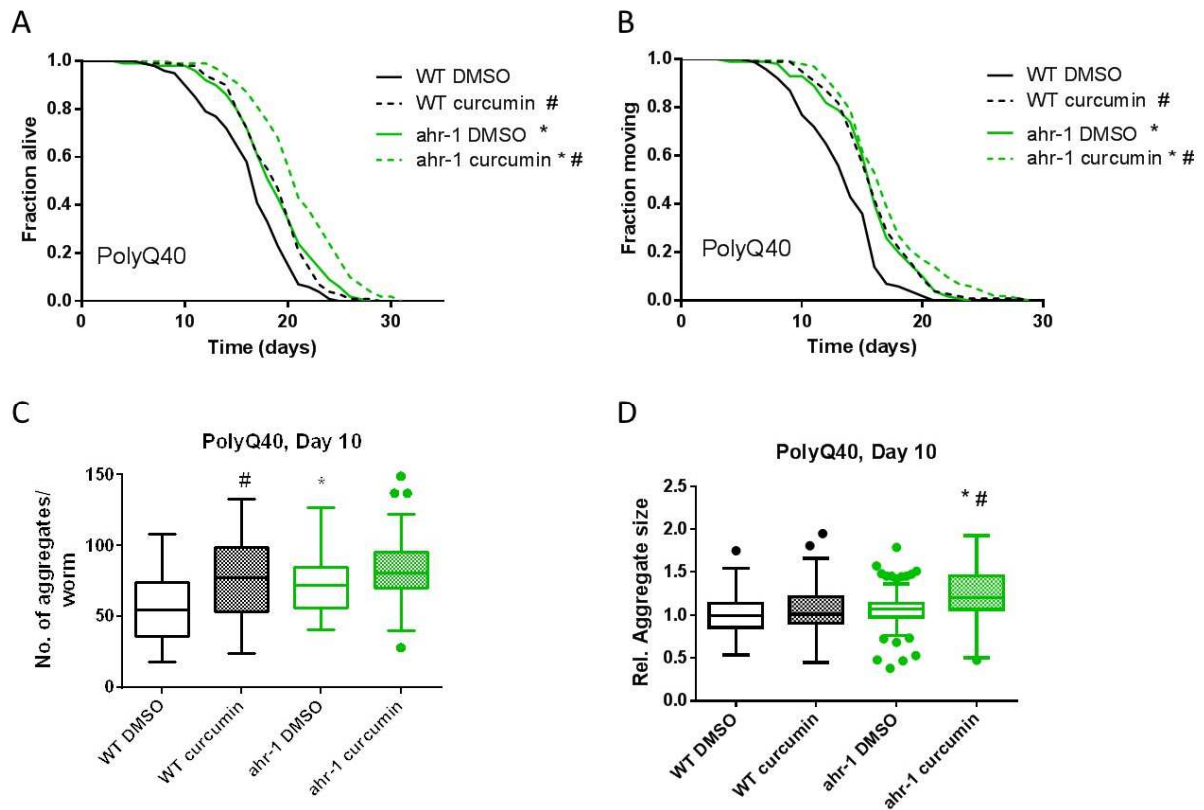 A
Fraction alive
1.0
0.8
0.6
0.4
0.2
0.0
0
10
20
30
Time (days)
PolyQ40
WT DMSO
WT curcumin #
ahr-1 DMSO *
ahr-1 curcumin * #
B
Fraction moving
1.0
0.8
0.6
0.4
0.2
0.0
0
10
20
30
Time (days)
PolyQ40
WT DMSO
WT curcumin #
ahr-1 DMSO *
ahr-1 curcumin * #
C
PolyQ40, Day 10
No. of aggregates/
worm
150
100
50
0
#
*
WT DMSO
WT curcumin
ahr-1 DMSO
ahr-1 curcumin
D
PolyQ40, Day 10
Rel. Aggregate size
2.5
2.0
1.5
1.0
0.5
0.0
* #
WT DMSO
WT curcumin
ahr-1 DMSO
ahr-1 curcumin